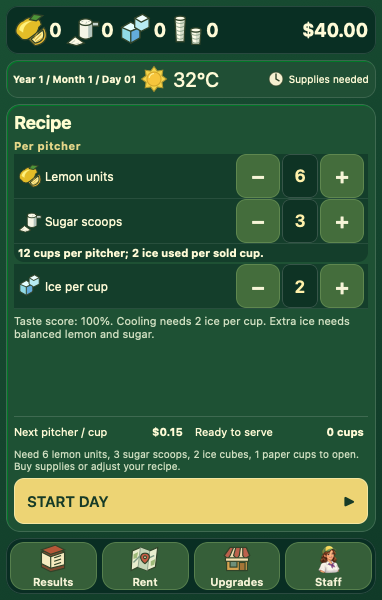 0 0 0 0 $40.00
Year 1 / Month 1 / Day 01 32°C Supplies needed
Recipe
Per pitcher
Lemon units − 6 +
Sugar scoops − 3 +
12 cups per pitcher; 2 ice used per sold cup.
Ice per cup − 2 +
Taste score: 100%. Cooling needs 2 ice per cup. Extra ice needs
balanced lemon and sugar.
Next pitcher / cup $0.15 Ready to serve 0 cups
Need 6 lemon units, 3 sugar scoops, 2 ice cubes, 1 paper cups to open.
Buy supplies or adjust your recipe.
START DAY
Results Rent Upgrades Staff